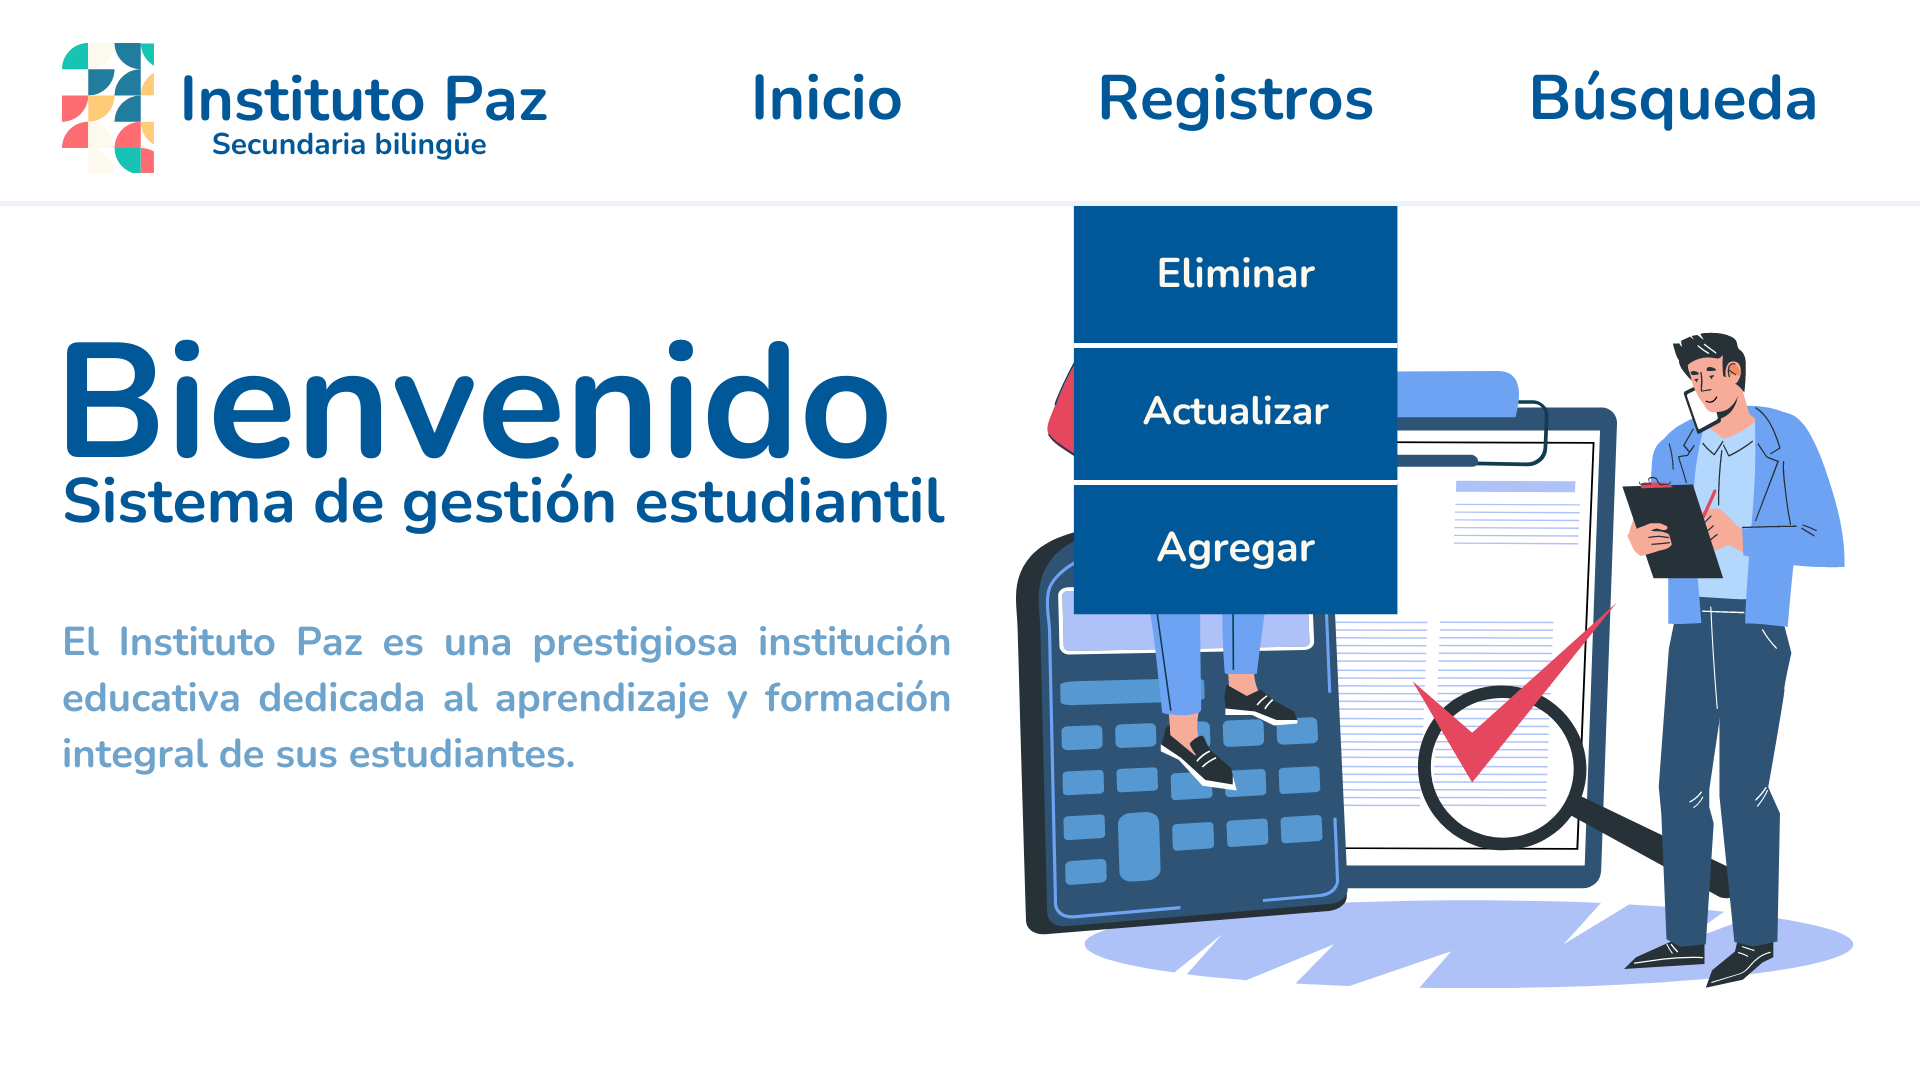 Instituto Paz
Secundaria bilingüe
Inicio
Registros
Búsqueda
Eliminar
Actualizar
Agregar
Bienvenido
Sistema de gestión estudiantil
El Instituto Paz es una prestigiosa institución
educativa dedicada al aprendizaje y formación
integral de sus estudiantes.